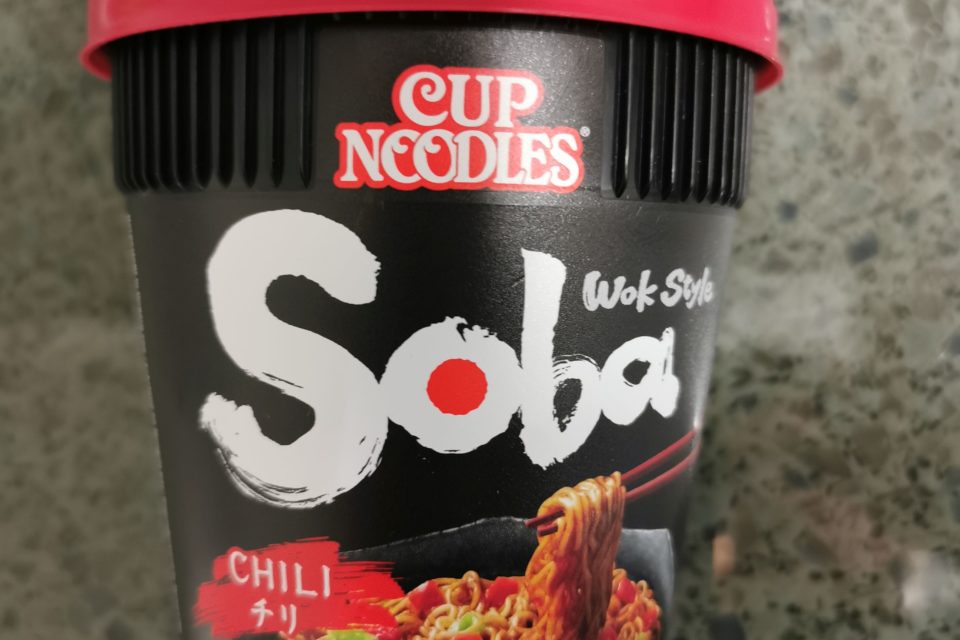 CUP
NOODLES®
Wok Style
Soba
CHILI
チリ